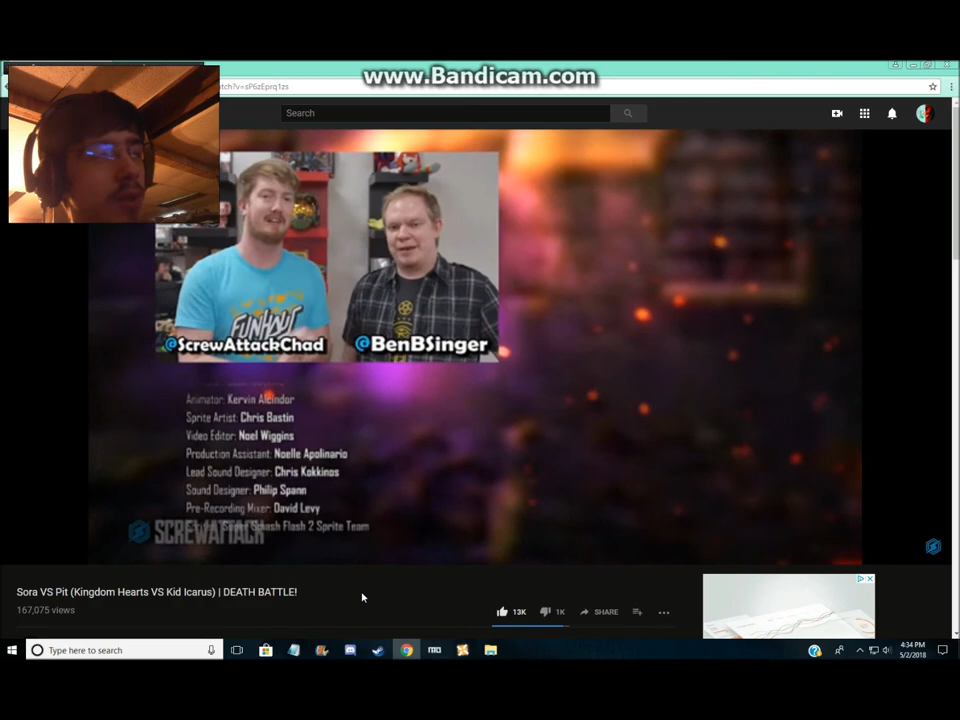 www.Bandicam.com
atch?v=sP6zEprq1zs
Search
FUNHAUS
@ScrewAttackChad
@BenBSinger
Animator: Kervin Alcindor
Sprite Artist: Chris Bastin
Video Editor: Noel Wiggins
Production Assistant: Noelle Apolinario
Lead Sound Designer: Chris Kokkinos
Sound Designer: Philip Spann
Pre-Recording Mixer: David Levy
Super Smash Flash 2 Sprite Team
SCREWATTACK
Sora VS Pit (Kingdom Hearts VS Kid Icarus) | DEATH BATTLE!
167,075 views
13K
1K
SHARE
Type here to search
4:34 PM
5/2/2018